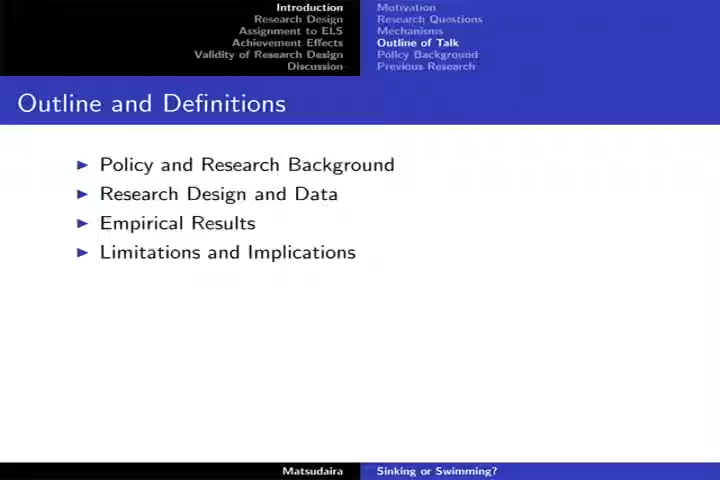 Introduction
Research Design
Assignment to ELS
Achievement Effects
Validity of Research Design
Discussion
Motivation
Research Questions
Mechanisms
Outline of Talk
Policy Background
Previous Research
Outline and Definitions
Policy and Research Background
Research Design and Data
Empirical Results
Limitations and Implications
Matsudaira
Sinking or Swimming?